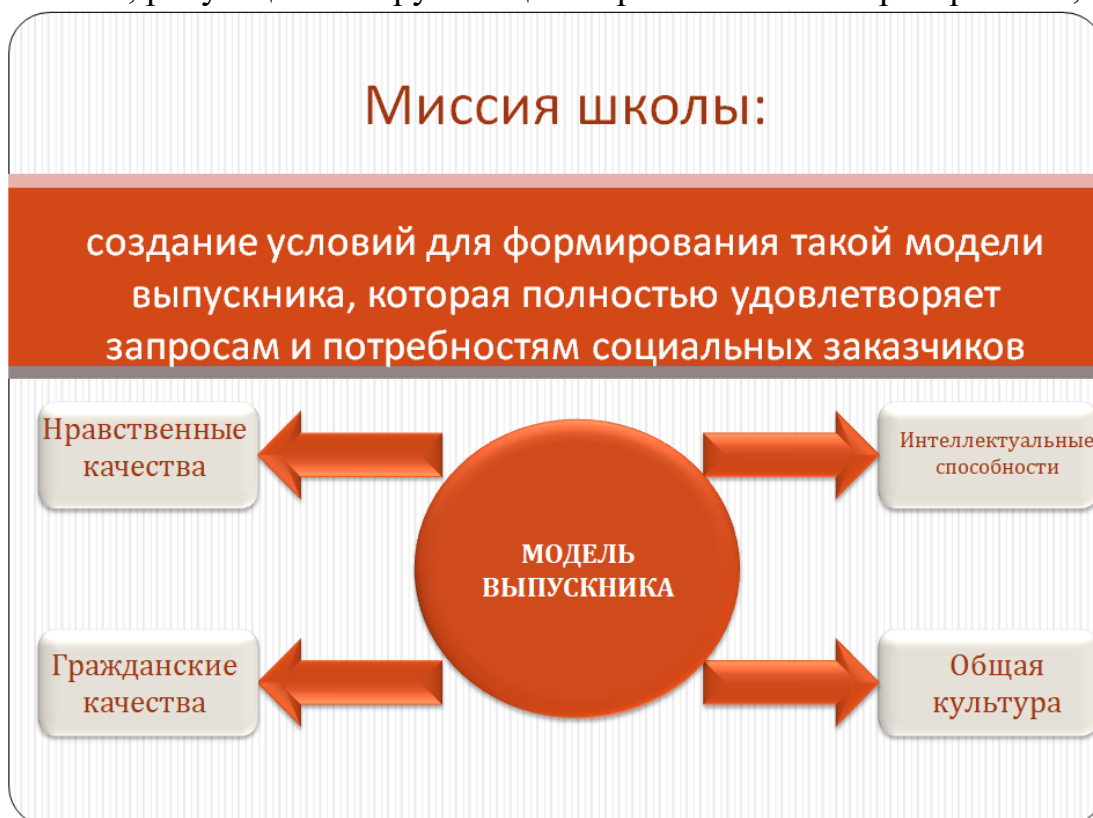 Миссия школы:
создание условий для формирования такой модели
выпускника, которая полностью удовлетворяет
запросам и потребностям социальных заказчиков
Нравственные
качества
Интеллектуальные
способности
МОДЕЛЬ
ВЫПУСКНИКА
Гражданские
качества
Общая
культура